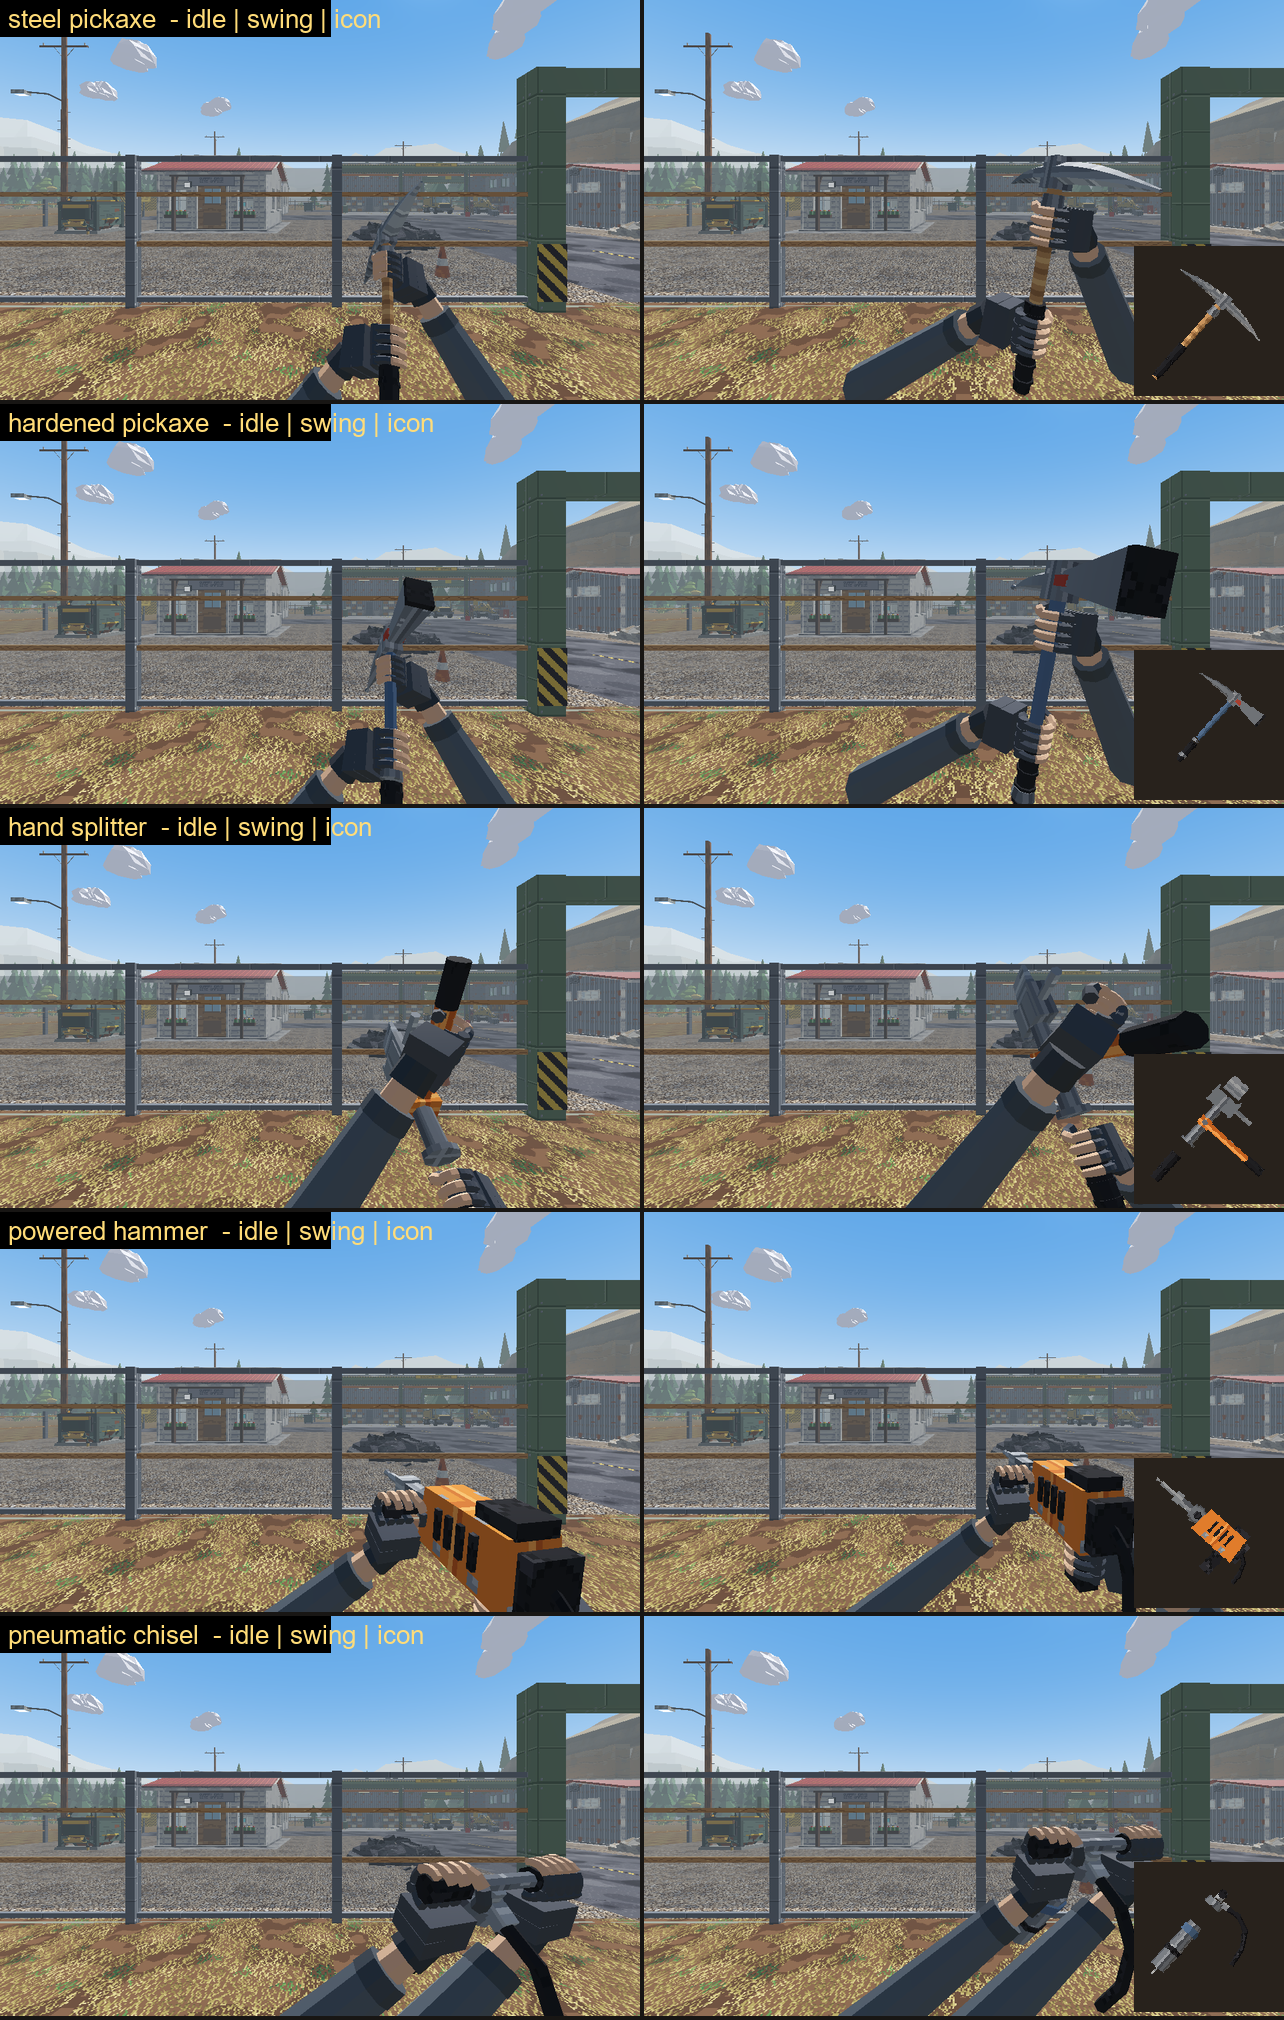 steel pickaxe - idle | swing | icon
hardened pickaxe - idle | swing | icon
hand splitter - idle | swing | icon
powered hammer - idle | swing | icon
pneumatic chisel - idle | swing | icon